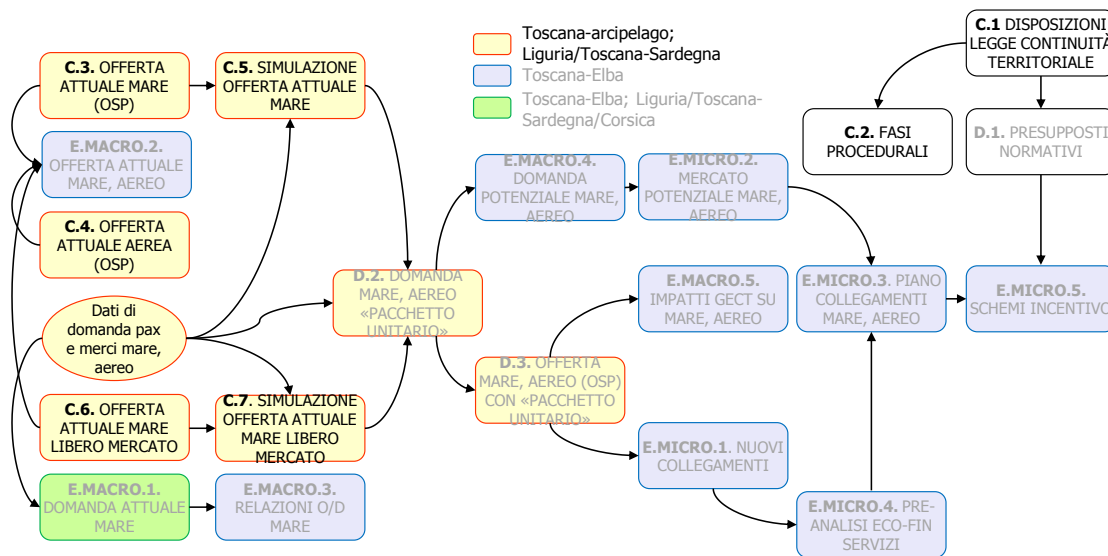 Toscana-arcipelago;
Liguria/Toscana-Sardegna
Toscana-Elba
Toscana-Elba; Liguria/Toscana-
Sardegna/Corsica
C.1 DISPOSIZIONI
LEGGE CONTINUITÀ
TERRITORIALE
C.3. OFFERTA
ATTUALE MARE
(OSP)
C.5. SIMULAZIONE
OFFERTA ATTUALE
MARE
C.2. FASI
PROCEDURALI
D.1. PRESUPPOSTI
NORMATIVI
E.MACRO.2.
OFFERTA ATTUALE
MARE, AEREO
E.MACRO.4.
DOMANDA
POTENZIALE MARE,
AEREO
E.MICRO.2.
MERCATO
POTENZIALE MARE,
AEREO
C.4. OFFERTA
ATTUALE AEREA
(OSP)
D.2. DOMANDA
MARE, AEREO
«PACCHETTO
UNITARIO»
E.MACRO.5.
IMPATTI GECT SU
MARE, AEREO
E.MICRO.3. PIANO
COLLEGAMENTI
MARE, AEREO
E.MICRO.5.
SCHEMI INCENTIVO
Dati di
domanda pax
e merci mare,
aereo
D.3. OFFERTA
MARE, AEREO (OSP)
CON «PACCHETTO
UNITARIO»
C.6. OFFERTA
ATTUALE MARE
LIBERO MERCATO
C.7. SIMULAZIONE
OFFERTA ATTUALE
MARE LIBERO
MERCATO
E.MICRO.1. NUOVI
COLLEGAMENTI
E.MACRO.1.
DOMANDA ATTUALE
MARE
E.MACRO.3.
RELAZIONI O/D
MARE
E.MICRO.4. PRE-
ANALISI ECO-FIN
SERVIZI